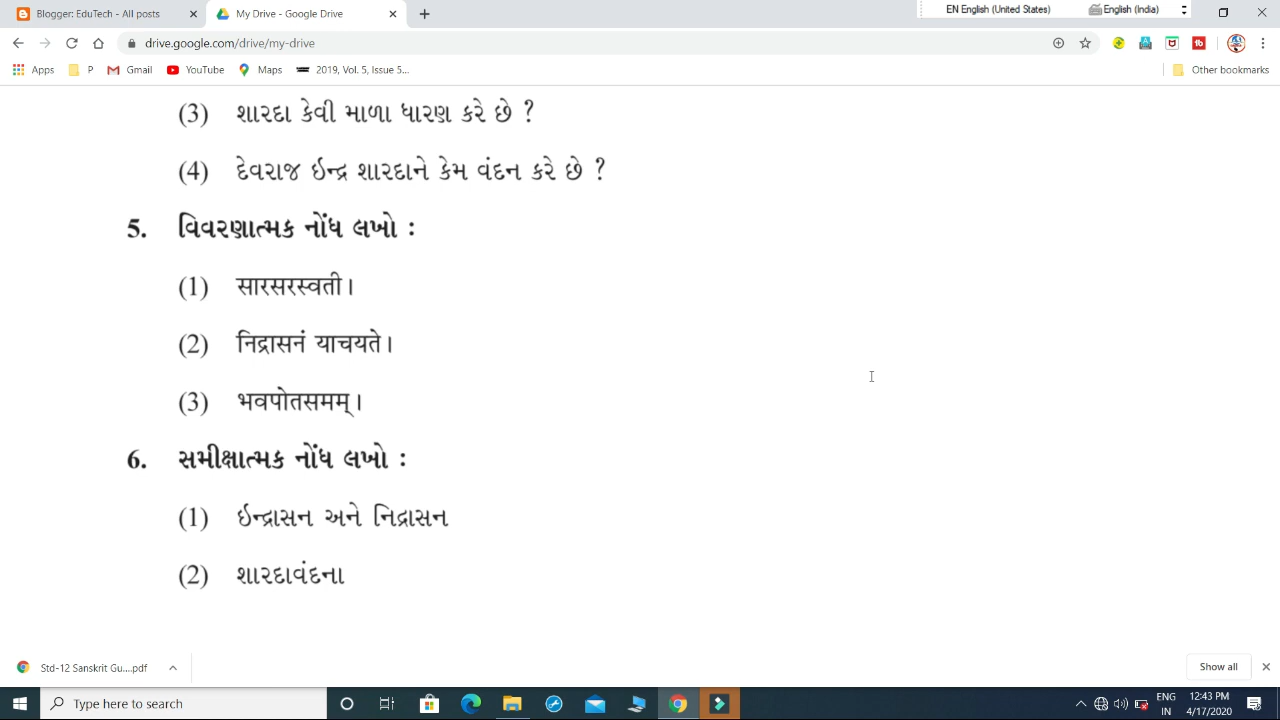 Blogger: EduTech - All posts
My Drive - Google Drive
EN English (United States)
English (India)
drive.google.com/drive/my-drive
Apps
P
Gmail
YouTube
Maps
2019, Vol. 5, Issue 5...
Other bookmarks
(3) શારદા કેવી માળા ધારણ કરે છે ?
(4) દેવરાજ ઇન્દ્ર શારદાને કેમ વંદન કરે છે ?
5. વિવરણાત્મક નોંધ લખો :
(1) सारसरस्वती।
(2) निद्रासनं याचयते।
(3) भवपोतसमम्।
6. સમીક્ષાત્મક નોંધ લખો :
(1) ઇન્દ્રાસન અને નિદ્રાસન
(2) શારદાવંદના
Std-12 Sanskrit Gu....pdf
Show all
Type here to search
ENG
IN
12:43 PM
4/17/2020